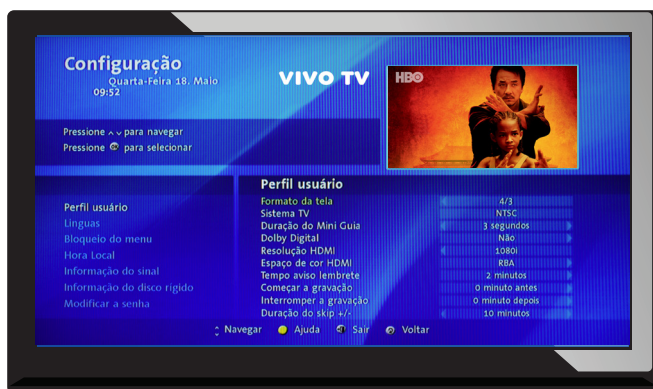 Configuração
Quarta-Feira 18. Maio
09:52
VIVO TV
HBO
Pressione para navegar
Pressione OK para selecionar
Perfil usuário
Perfil usuário
Linguas
Bloqueio do menu
Hora Local
Informação do sinal
Informação do disco rígido
Modificar a senha
Formato da tela 4/3
Sistema TV NTSC
Duração do Mini Guia 3 segundos
Dolby Digital Não
Resolução HDMI 1080i
Espaço de cor HDMI RBA
Tempo aviso lembrete 2 minutos
Começar a gravação 0 minuto antes
Interromper a gravação 0 minuto depois
Duração do skip +/- 10 minutos
Navegar Ajuda Sair Voltar